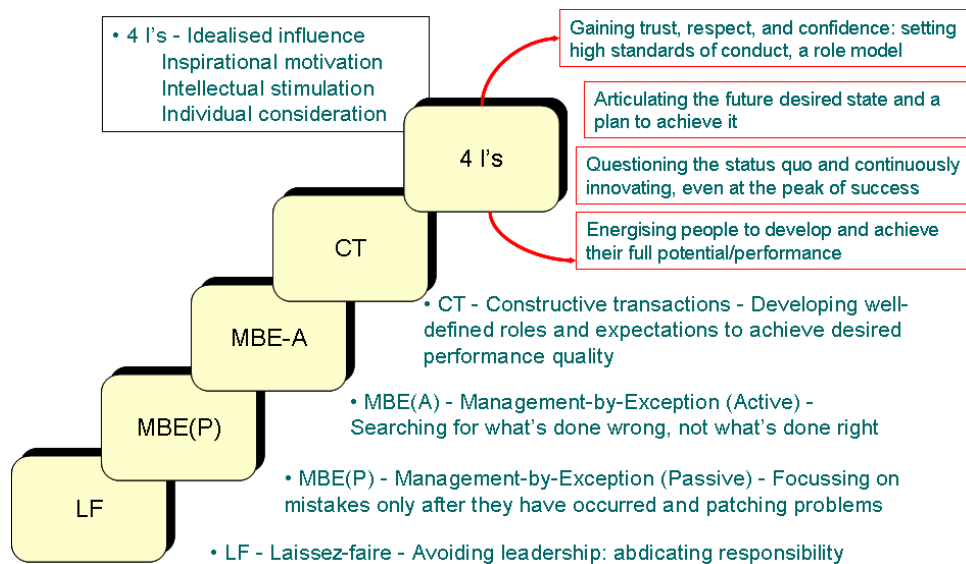 • 4 I's - Idealised influence
Inspirational motivation
Intellectual stimulation
Individual consideration
Gaining trust, respect, and confidence: setting
high standards of conduct, a role model
Articulating the future desired state and a
plan to achieve it
Questioning the status quo and continuously
innovating, even at the peak of success
Energising people to develop and achieve
their full potential/performance
4 I's
CT
• CT - Constructive transactions - Developing well-
defined roles and expectations to achieve desired
performance quality
MBE-A
• MBE(A) - Management-by-Exception (Active) -
Searching for what's done wrong, not what's done right
MBE(P)
• MBE(P) - Management-by-Exception (Passive) - Focussing on
mistakes only after they have occurred and patching problems
LF
• LF - Laissez-faire - Avoiding leadership: abdicating responsibility